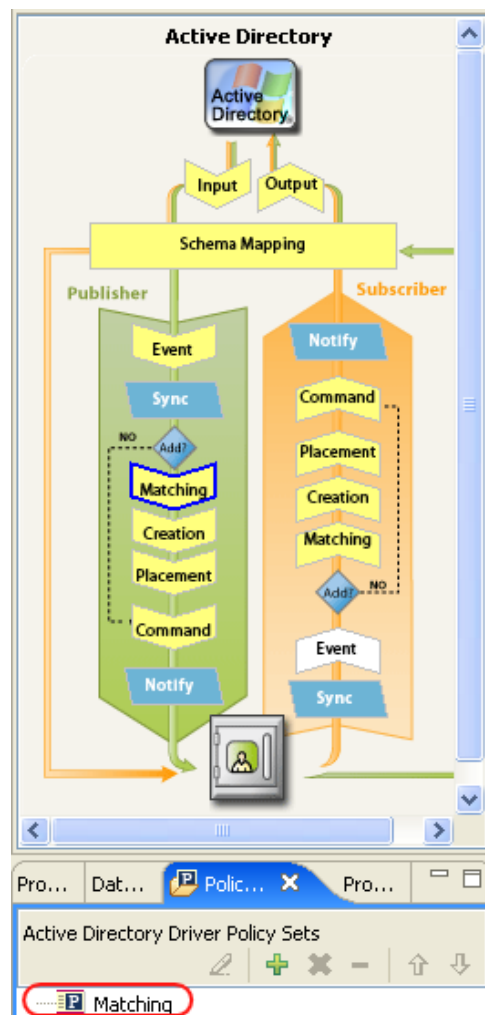 Active Directory
Active
Directory
Input Output
Schema Mapping
Publisher
Subscriber
Event
Sync
NO
Add?
Matching
Creation
Placement
Command
Notify
Notify
Command
Placement
Creation
Matching
Add? NO
Event
Sync
Pro... Dat... Polic... Pro...
Active Directory Driver Policy Sets
P Matching